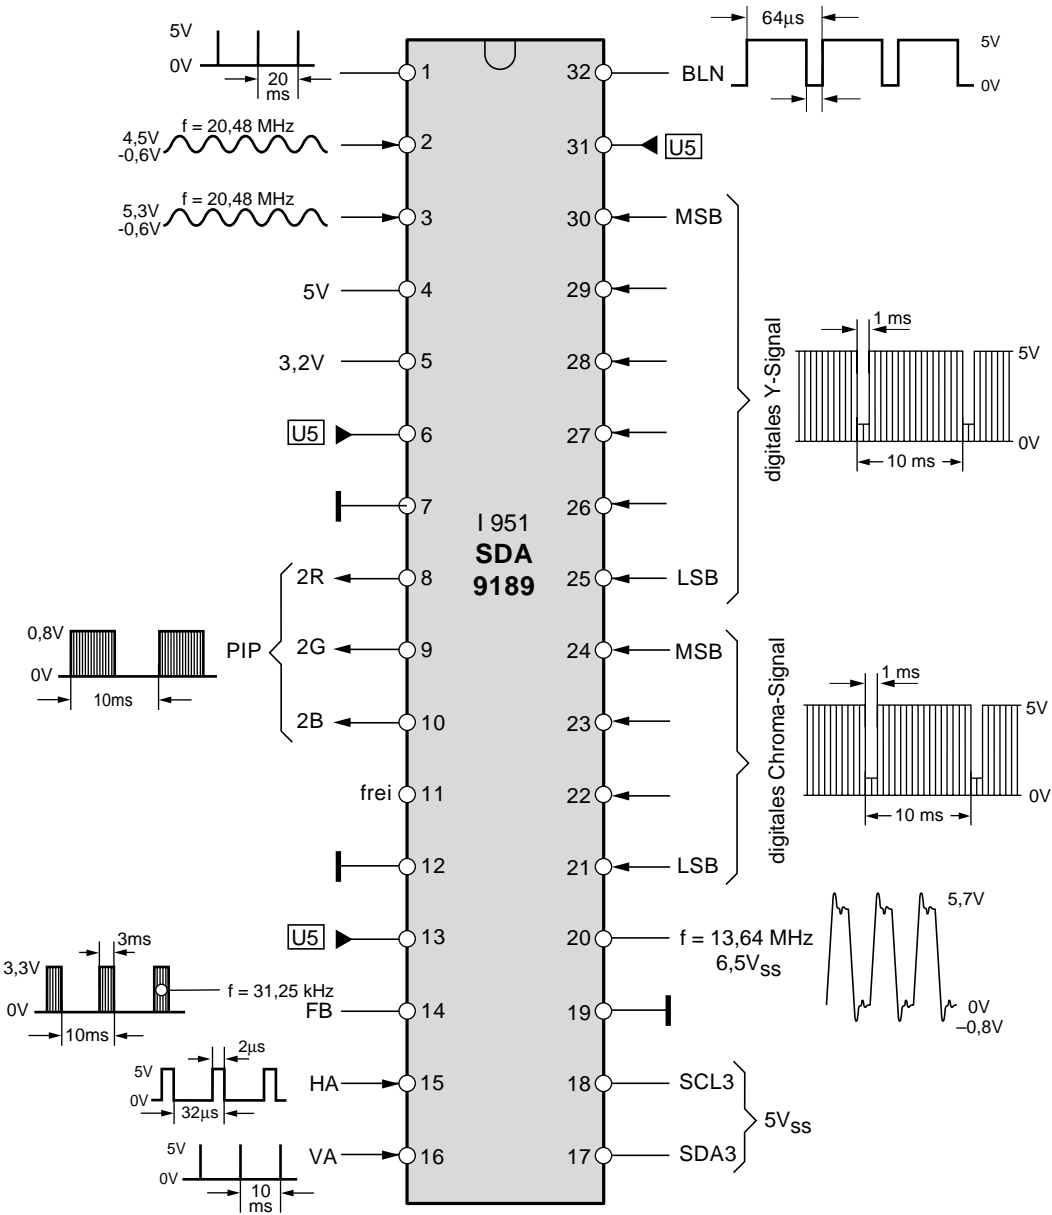 5V
0V
20
ms
1
f = 20,48 MHz
4,5V
-0,6V
2
f = 20,48 MHz
5,3V
-0,6V
3
5V
4
3,2V
5
U5
6
7
2R
8
0,8V
0V
10ms
PIP
2G
9
2B
10
frei
11
12
U5
13
3ms
3,3V
0V
10ms
f = 31,25 kHz
FB
14
2µs
5V
0V
32µs
HA
15
5V
0V
10
ms
VA
16
I 951
SDA
9189
32
BLN
64µs
5V
0V
31
U5
30
MSB
29
28
27
26
25
LSB
digitales Y-Signal
1 ms
5V
0V
10 ms
24
MSB
23
22
21
LSB
digitales Chroma-Signal
1 ms
5V
0V
10 ms
20
f = 13,64 MHz
6,5Vss
5,7V
0V
–0,8V
19
18
SCL3
17
SDA3
5Vss